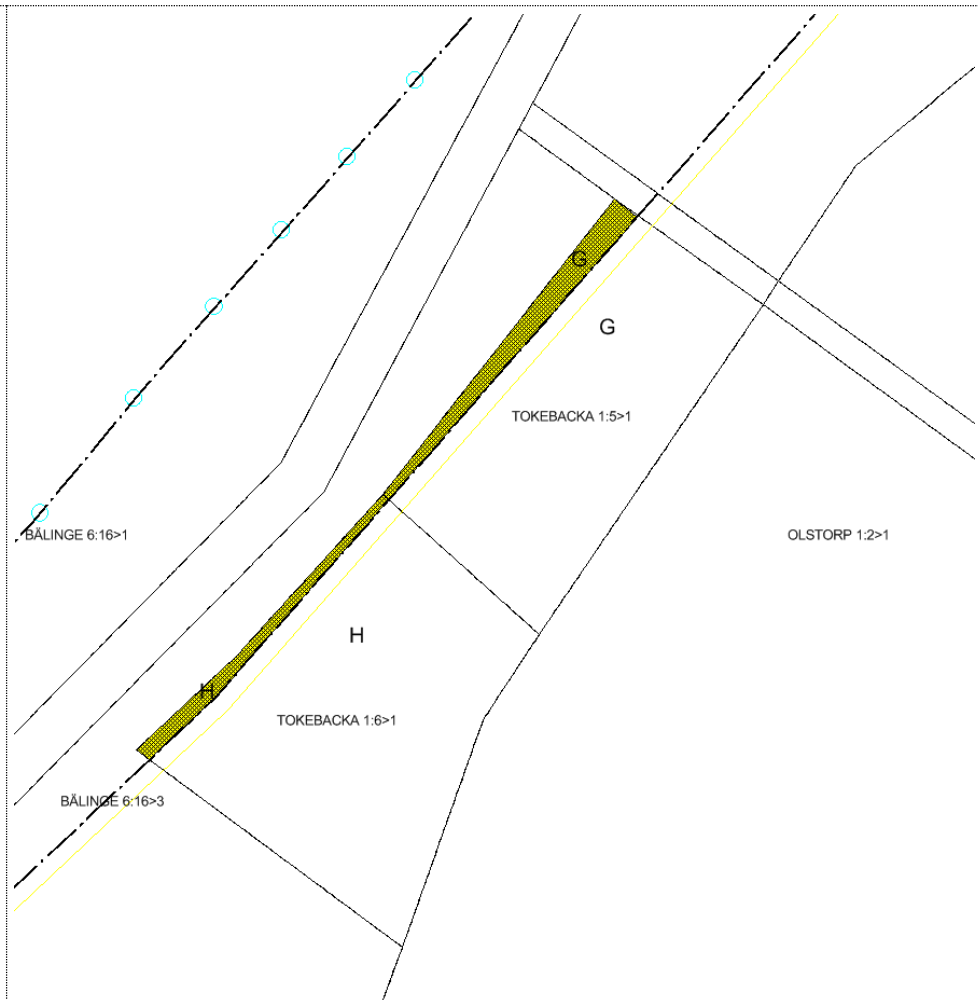 G
G
TOKEBACKA 1:5>1
BÄLINGE 6:16>1
OLSTORP 1:2>1
H
H
TOKEBACKA 1:6>1
BÄLINGE 6:16>3